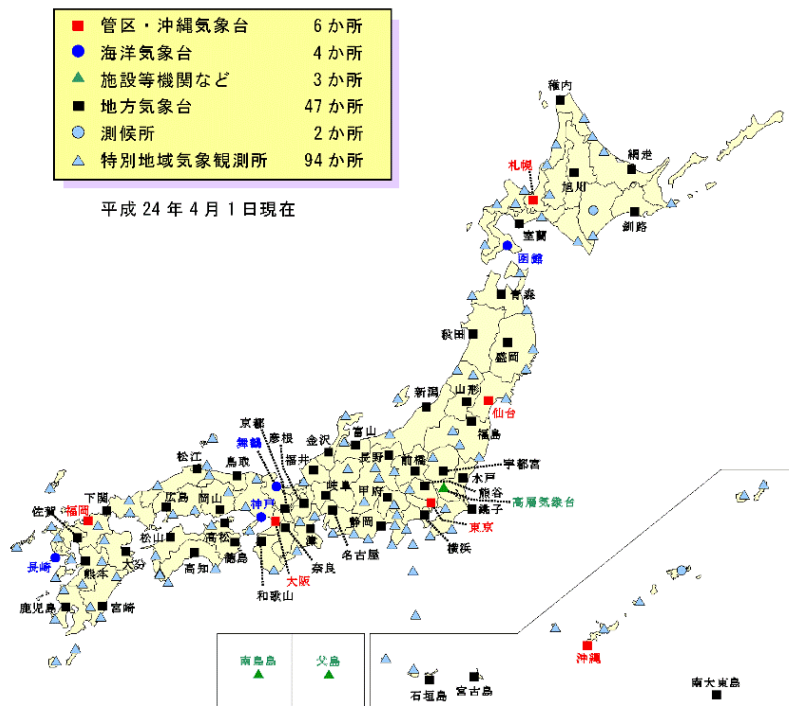 管区・沖縄気象台 6か所
海洋気象台 4か所
施設等機関など 3か所
地方気象台 47か所
測候所 2か所
特別地域気象観測所 94か所
平成24年4月1日現在
稚内
網走
札幌
旭川
釧路
室蘭
函館
青森
秋田
盛岡
山形
新潟
仙台
福島
京都
舞鶴
彦根
金沢
富山
福井
長野
前橋
宇都宮
水戸
熊谷
高層気象台
銚子
松江
鳥取
岐阜
甲府
下関
広島
岡山
神戸
佐賀
福岡
静岡
東京
松山
高松
徳島
津
奈良
名古屋
横浜
長崎
熊本
大分
高知
大阪
和歌山
鹿児島
宮崎
南鳥島
父島
沖縄
石垣島
宮古島
南大東島